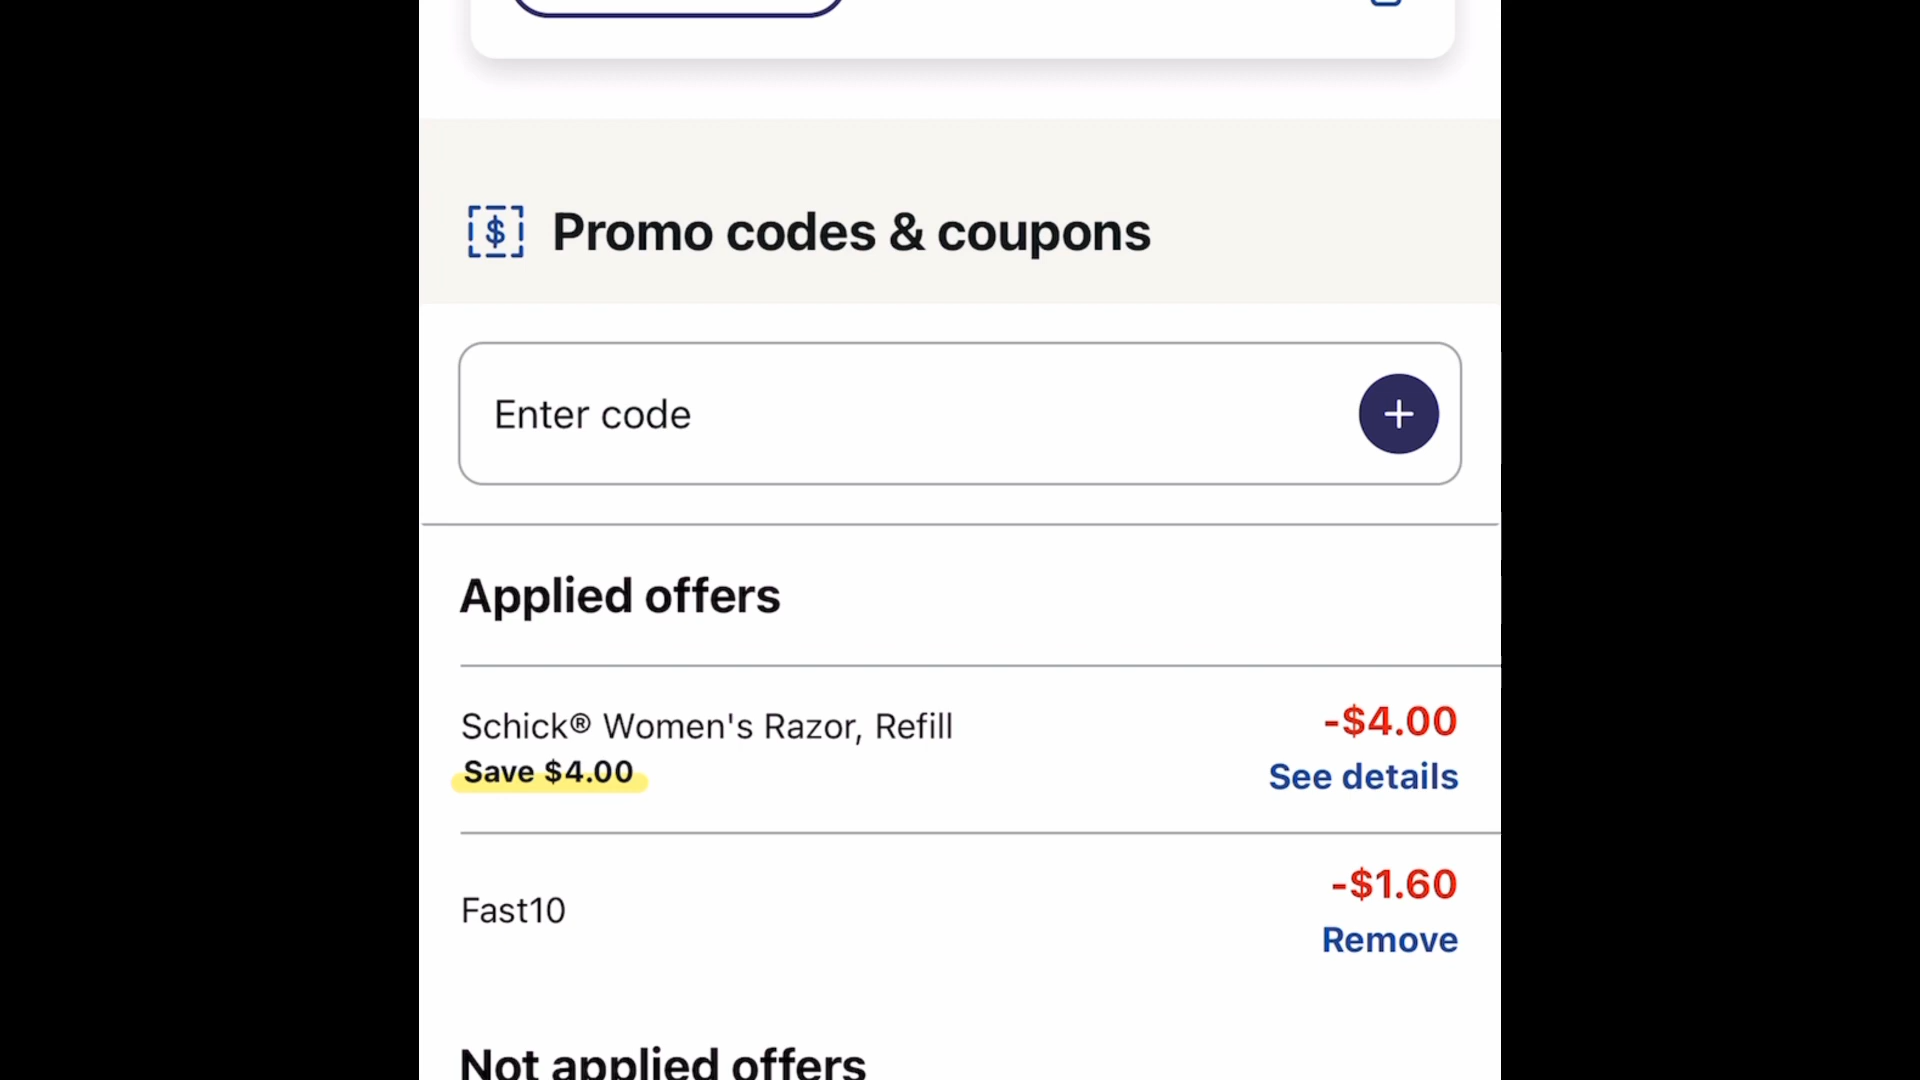 Promo codes & coupons
Enter code
Applied offers
Schick® Women's Razor, Refill
-$4.00
Save $4.00
See details
Fast10
-$1.60
Remove
Not applied offers